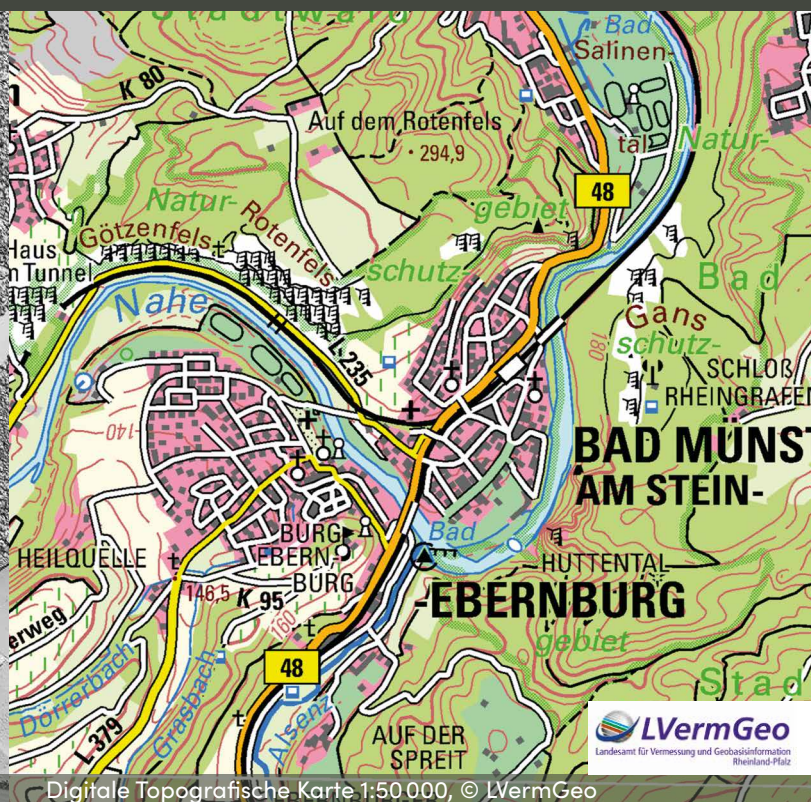 Stadtwald
Bad
Salinen-
tal
K 80
Auf dem Rotenfels
294,9
Natur-
48
Natur-
gebiet
Götzenfels
Rotenfels
Haus
schutz-
Bad
Nahe
Gans
L 235
180
schutz-
SCHLOß
RHEINGRAFEN
140
BAD MÜNST
AM STEIN-
BURG
EBERN-
BURG
Bad
HEILQUELLE
HUTTENTAL
146,5
K 95
-EBERNBURG
erweg
160
gebiet
48
Dörrerbach
Grasbach
Stad
L 379
Alsenz
AUF DER
SPREIT
LVermGeo
Landesamt für Vermessung und Geobasisinformation
Rheinland-Pfalz
Digitale Topografische Karte 1:50 000, © LVermGeo